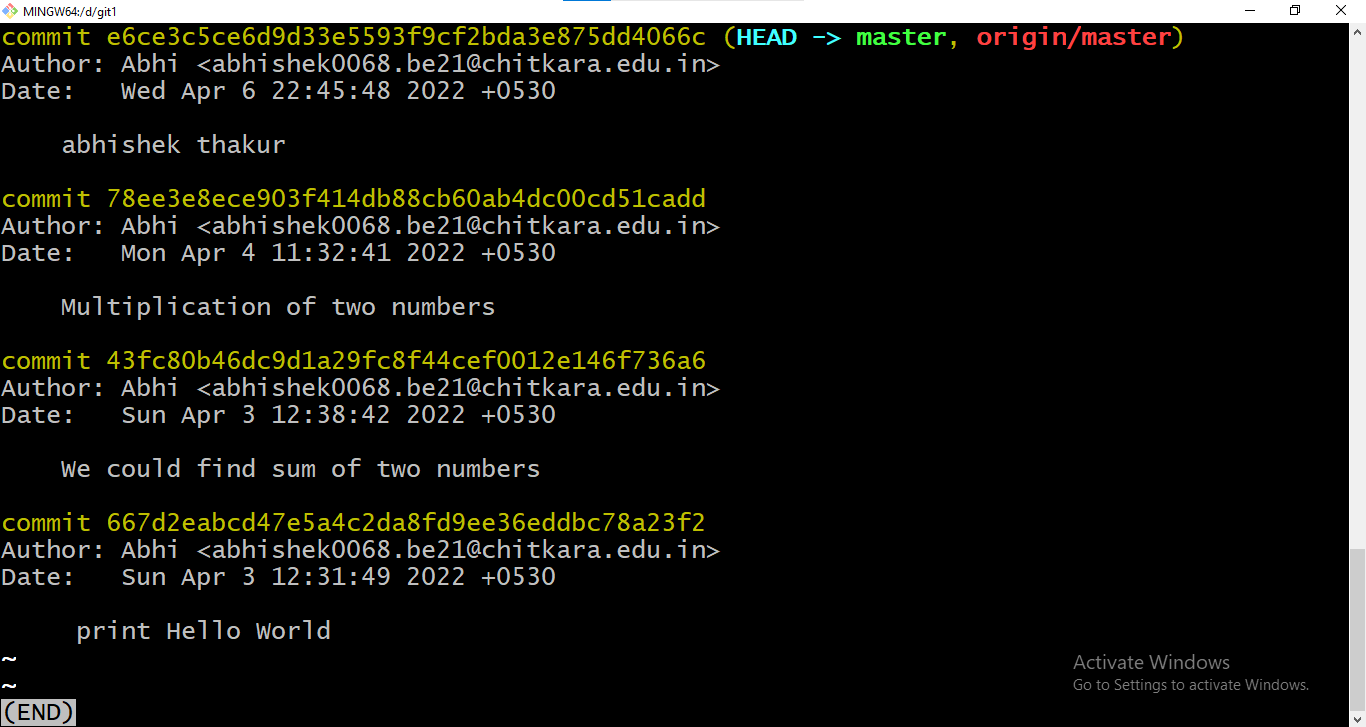 MINGW64:/d/git1
commit e6ce3c5ce6d9d33e5593f9cf2bda3e875dd4066c (HEAD -> master, origin/master)
Author: Abhi <abhishek0068.be21@chitkara.edu.in>
Date:   Wed Apr 6 22:45:48 2022 +0530
    abhishek thakur
commit 78ee3e8ece903f414db88cb60ab4dc00cd51cadd
Author: Abhi <abhishek0068.be21@chitkara.edu.in>
Date:   Mon Apr 4 11:32:41 2022 +0530
    Multiplication of two numbers
commit 43fc80b46dc9d1a29fc8f44cef0012e146f736a6
Author: Abhi <abhishek0068.be21@chitkara.edu.in>
Date:   Sun Apr 3 12:38:42 2022 +0530
    We could find sum of two numbers
commit 667d2eabcd47e5a4c2da8fd9ee36eddbc78a23f2
Author: Abhi <abhishek0068.be21@chitkara.edu.in>
Date:   Sun Apr 3 12:31:49 2022 +0530
     print Hello World
~
~
(END)
Activate Windows
Go to Settings to activate Windows.